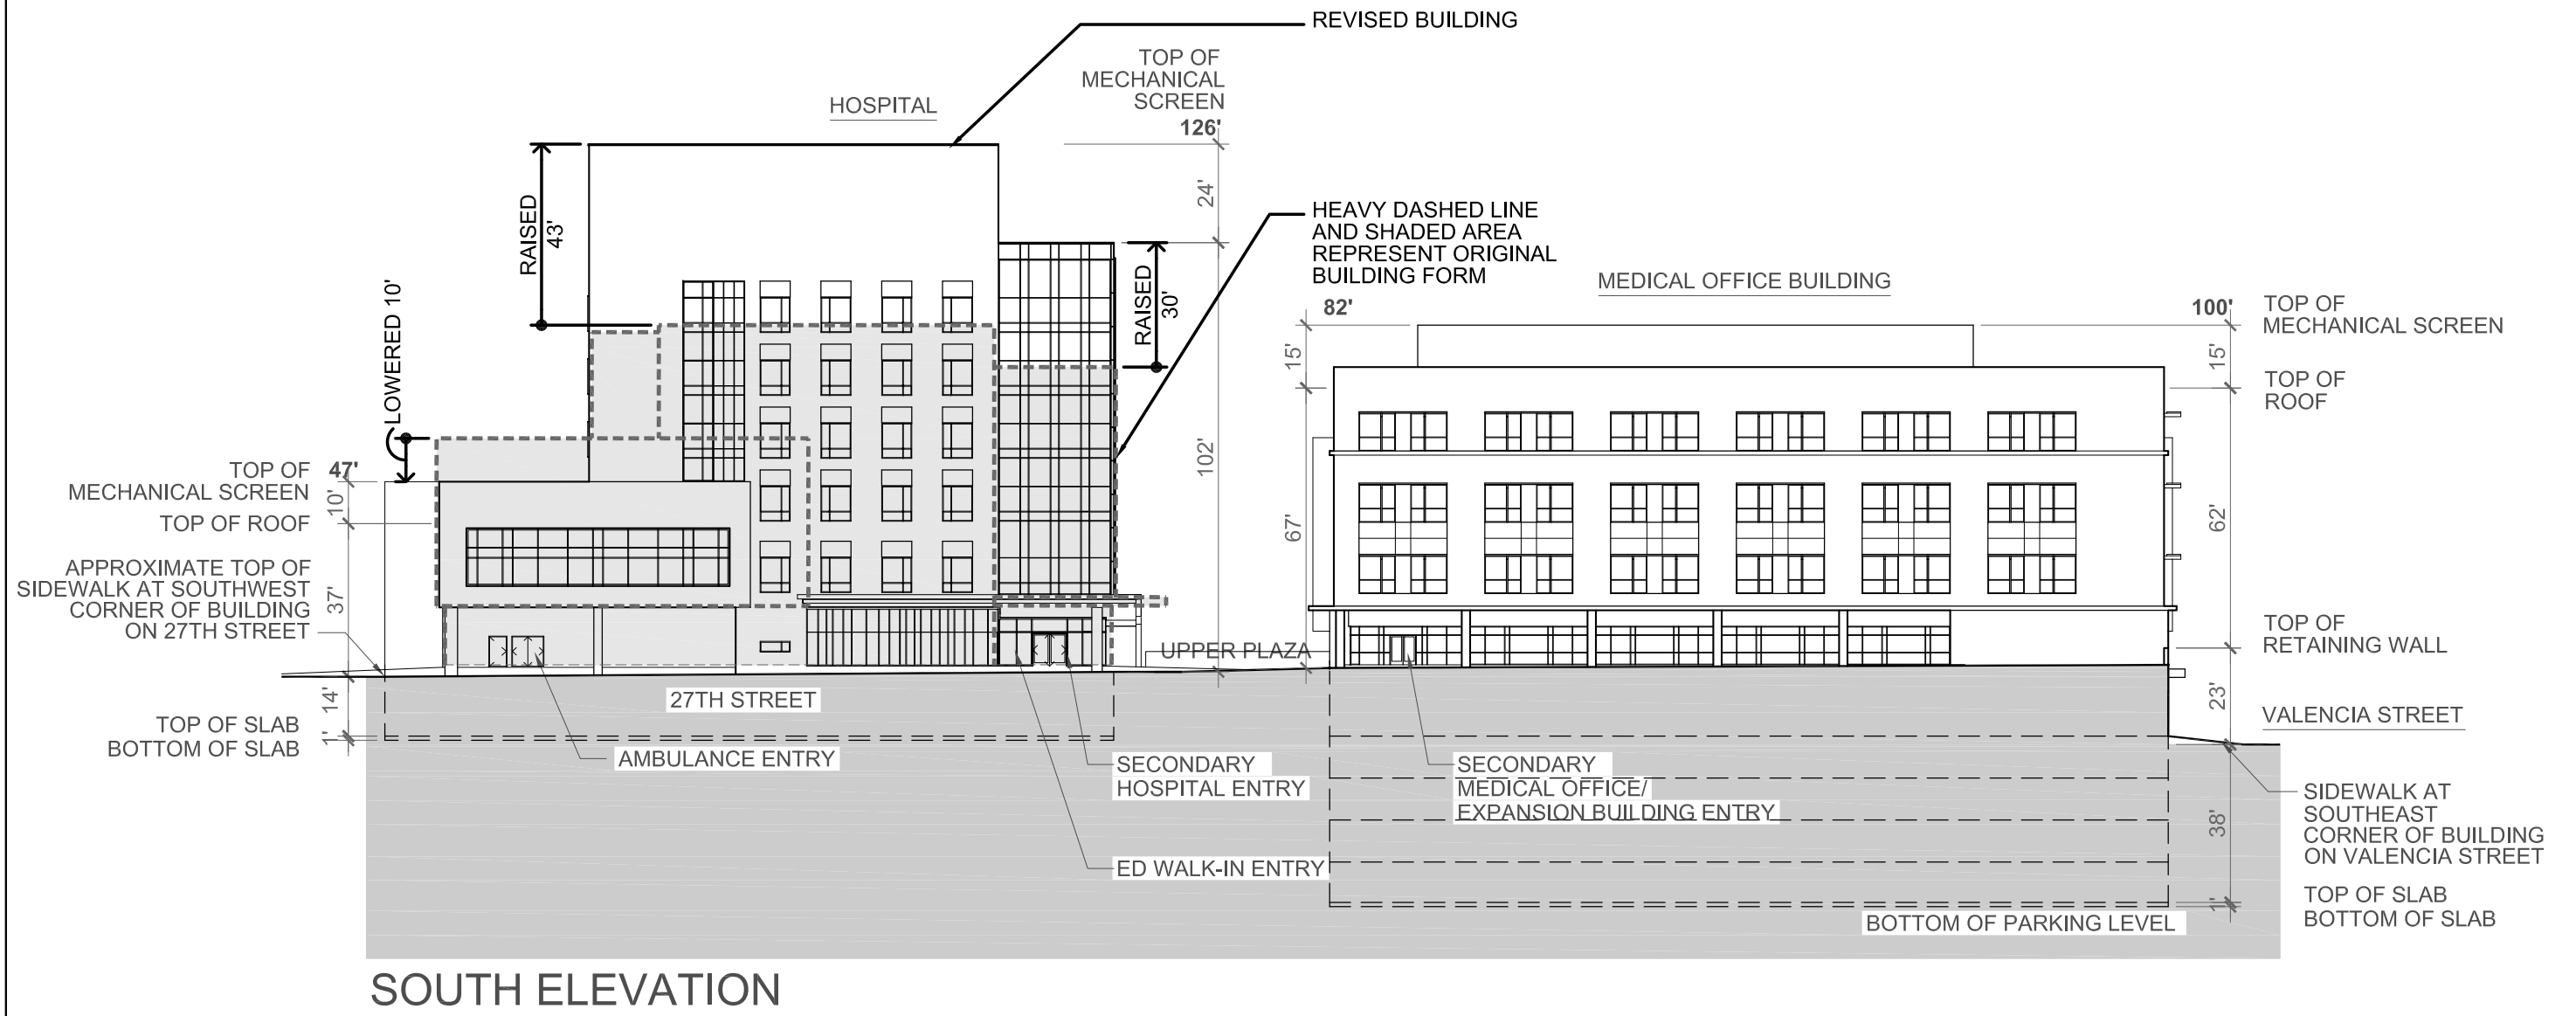 REVISED BUILDING
TOP OF
MECHANICAL
SCREEN
HOSPITAL
126'
24'
RAISED
43'
HEAVY DASHED LINE
AND SHADED AREA
REPRESENT ORIGINAL
BUILDING FORM
RAISED
30'
LOWERED 10'
MEDICAL OFFICE BUILDING
82'
100'
TOP OF
MECHANICAL SCREEN
15'
15'
TOP OF
ROOF
TOP OF
MECHANICAL SCREEN
47'
10'
TOP OF ROOF
102'
67'
62'
APPROXIMATE TOP OF
SIDEWALK AT SOUTHWEST
CORNER OF BUILDING
ON 27TH STREET
37'
TOP OF
RETAINING WALL
UPPER PLAZA
27TH STREET
14'
23'
VALENCIA STREET
TOP OF SLAB
BOTTOM OF SLAB
1'
AMBULANCE ENTRY
SECONDARY
HOSPITAL ENTRY
SECONDARY
MEDICAL OFFICE/
EXPANSION BUILDING ENTRY
SIDEWALK AT
SOUTHEAST
CORNER OF BUILDING
ON VALENCIA STREET
38'
ED WALK-IN ENTRY
1'
TOP OF SLAB
BOTTOM OF SLAB
BOTTOM OF PARKING LEVEL
SOUTH ELEVATION